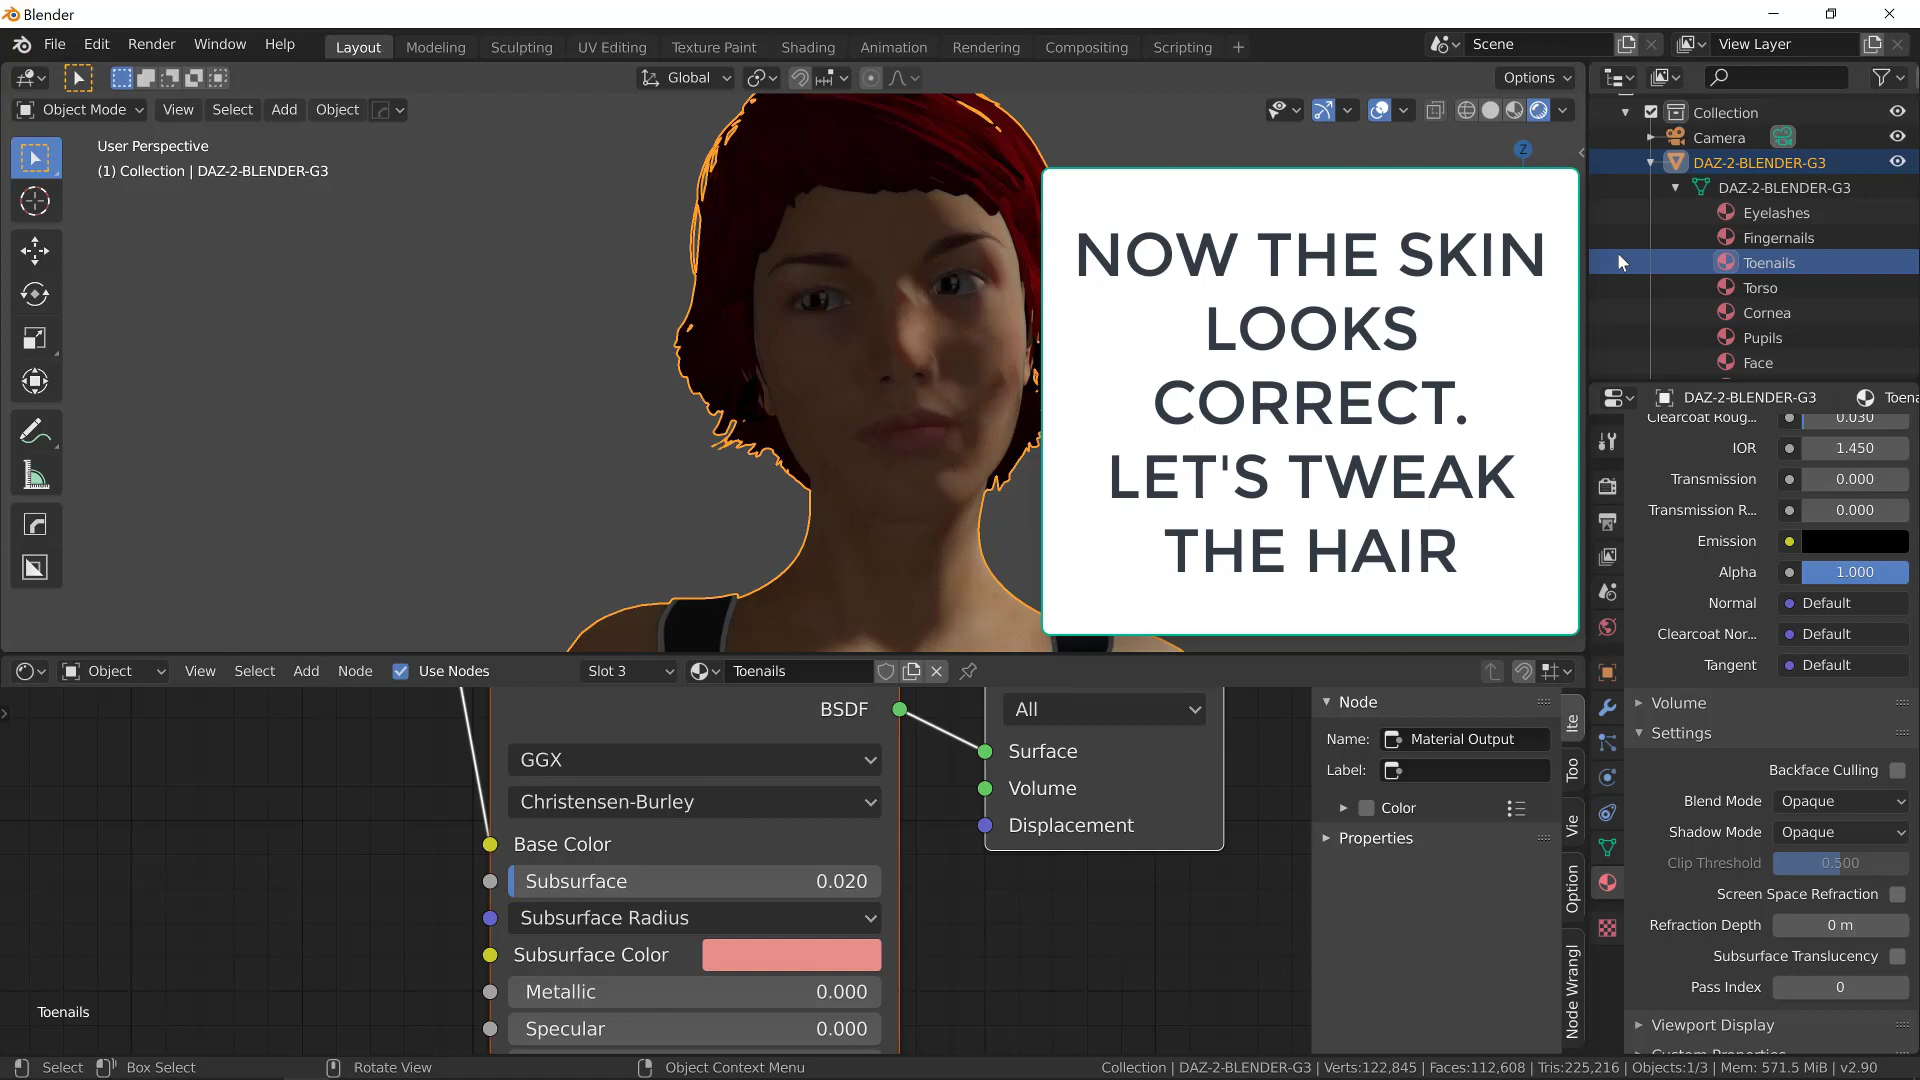 Blender
File Edit Render Window Help Layout Modeling Sculpting UV Editing Texture Paint Shading Animation Rendering Compositing Scripting + Scene View Layer
Global Options
Object Mode View Select Add Object
User Perspective
(1) Collection | DAZ-2-BLENDER-G3
Z
NOW THE SKIN
LOOKS
CORRECT.
LET'S TWEAK
THE HAIR
Collection
Camera
DAZ-2-BLENDER-G3
DAZ-2-BLENDER-G3
Eyelashes
Fingernails
Toenails
Torso
Cornea
Pupils
Face
DAZ-2-BLENDER-G3 Toena
Clearcoat Roug... 0.030
IOR 1.450
Transmission 0.000
Transmission R... 0.000
Emission
Alpha 1.000
Normal Default
Clearcoat Nor... Default
Tangent Default
Volume
Settings
Backface Culling
Blend Mode Opaque
Shadow Mode Opaque
Clip Threshold 0.500
Screen Space Refraction
Refraction Depth 0 m
Subsurface Translucency
Pass Index 0
Viewport Display
Custom Properties
Object View Select Add Node Use Nodes Slot 3 Toenails
BSDF
GGX
Christensen-Burley
Base Color
Subsurface 0.020
Subsurface Radius
Subsurface Color
Metallic 0.000
Specular 0.000
All
Surface
Volume
Displacement
Node
Name: Material Output
Label:
Color
Properties
Ite
Too
Vie
Option
Node Wrangl
Toenails
Select Box Select Rotate View Object Context Menu Collection | DAZ-2-BLENDER-G3 | Verts:122,845 | Faces:112,608 | Tris:225,216 | Objects:1/3 | Mem: 571.5 MiB | v2.90